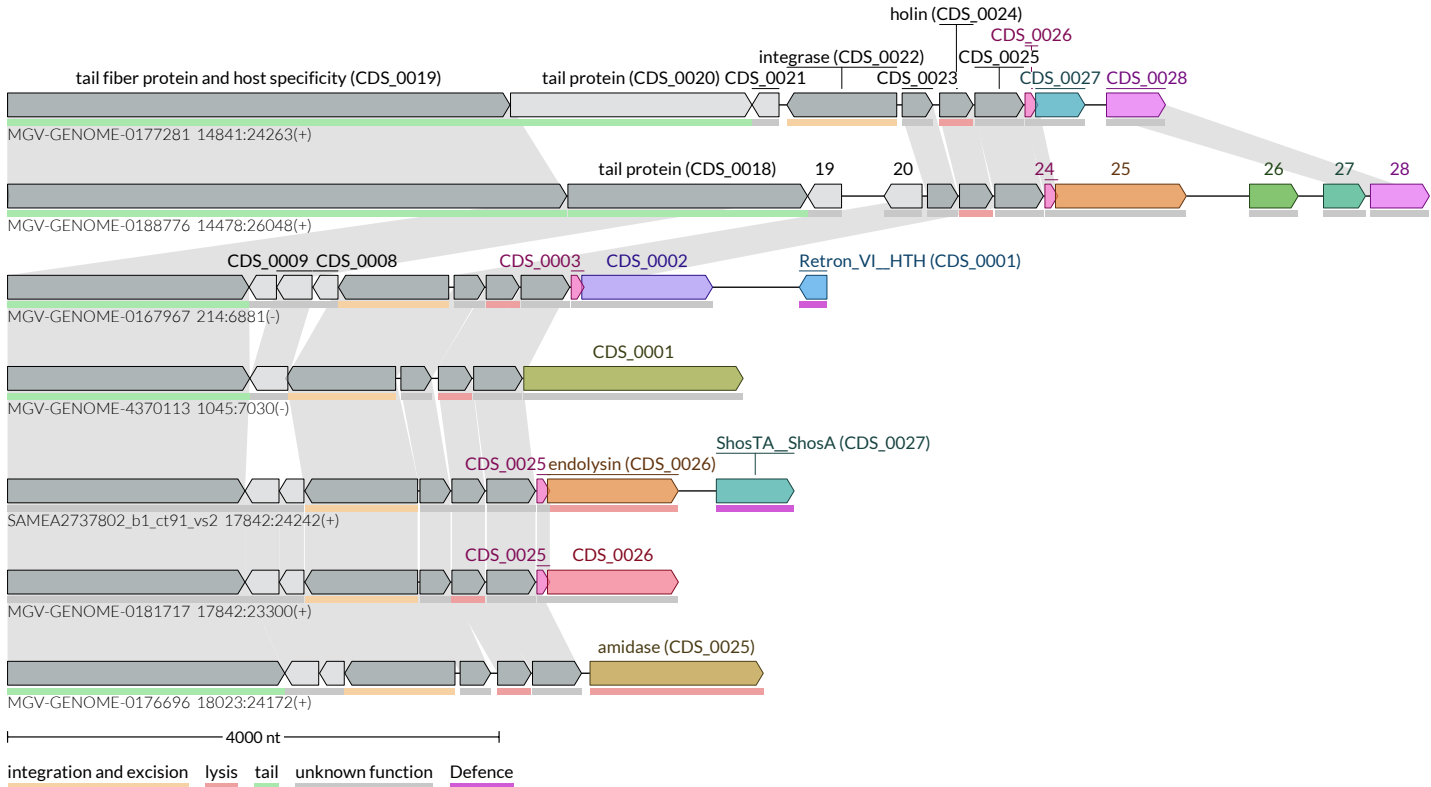 holin (CDS_0024)
CDS_0026
integrase (CDS_0022) CDS_0025
tail fiber protein and host specificity (CDS_0019) tail protein (CDS_0020) CDS_0021 CDS_0023 CDS_0027 CDS_0028
MGV-GENOME-0177281 14841:24263(+)
tail protein (CDS_0018) 19 20 24 25 26 27 28
MGV-GENOME-0188776 14478:26048(+)
CDS_0009 CDS_0008 CDS_0003 CDS_0002 Retron_VI__HTH (CDS_0001)
MGV-GENOME-0167967 214:6881(-)
CDS_0001
MGV-GENOME-4370113 1045:7030(-)
ShosTA__ShosA (CDS_0027)
CDS_0025 endolysin (CDS_0026)
SAMEA2737802_b1_ct91_vs2 17842:24242(+)
CDS_0025 CDS_0026
MGV-GENOME-0181717 17842:23300(+)
amidase (CDS_0025)
MGV-GENOME-0176696 18023:24172(+)
4000 nt
integration and excision lysis tail unknown function Defence